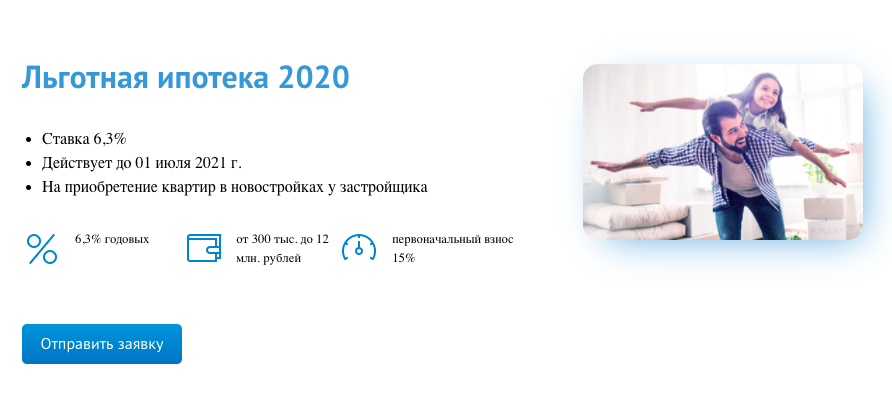 Льготная ипотека 2020
Ставка 6,3%
Действует до 01 июля 2021 г.
На приобретение квартир в новостройках у застройщика
6,3% годовых
от 300 тыс. до 12
млн. рублей
первоначальный взнос
15%
Отправить заявку